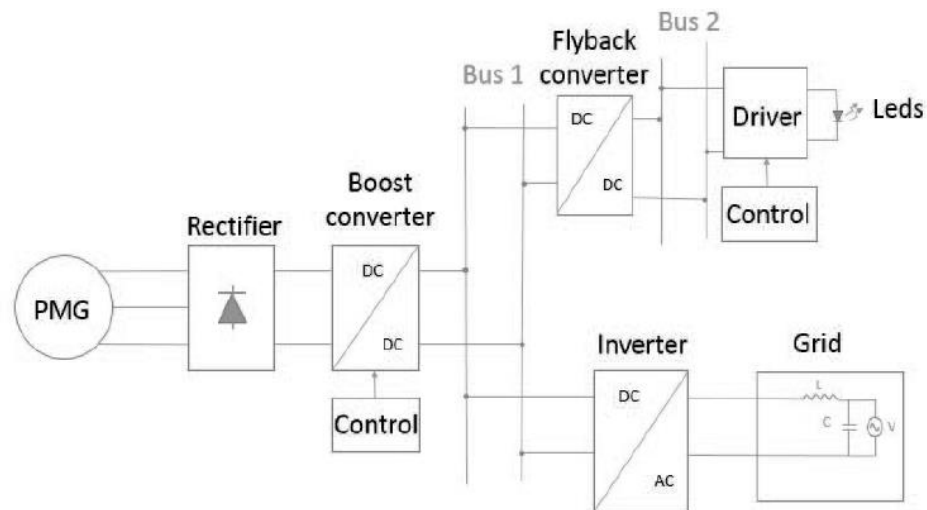 Bus 2
Flyback
converter
Bus 1
DC
DC
Driver
Leds
Control
Boost
converter
Rectifier
DC
DC
PMG
Control
Inverter
DC
AC
Grid
L
C
V